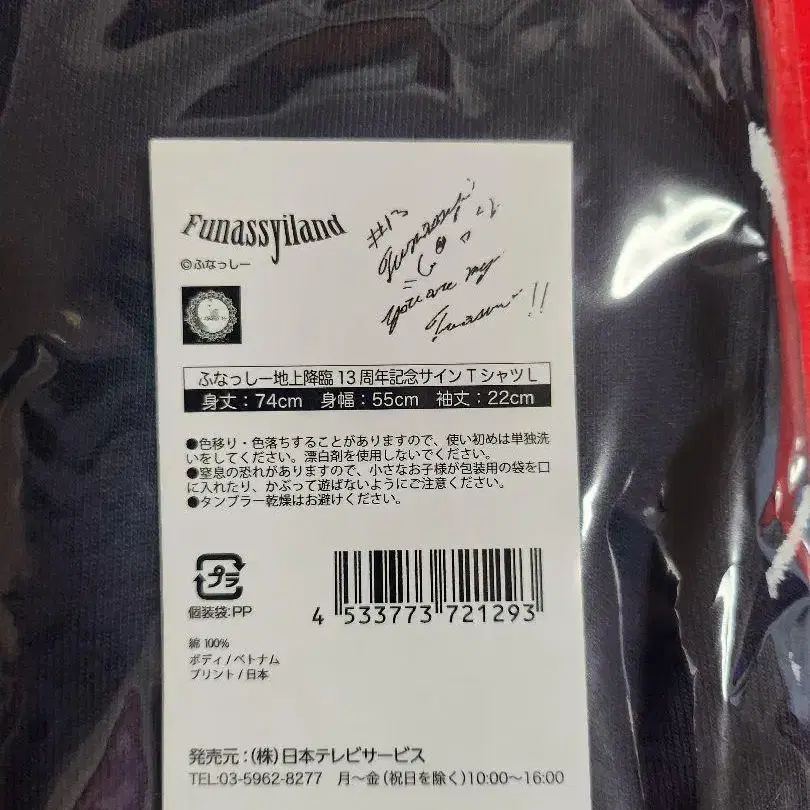 Funassyiland
©ふなっしー
#13
You are my
!!
ふなっしー地上降臨 13 周年記念サイン T シャツ L
身丈：74cm 身幅：55cm 袖丈：22cm
●色移り・色落ちすることがありますので、使い初めは単独洗
いをしてください。漂白剤を使用しないでください。
●窒息の恐れがありますので、小さなお子様が包装用の袋を口
に入れたり、かぶって遊ばないようにご注意ください。
●タンブラー乾燥はお避けください。
プラ
個装袋：PP
4 533773 721293
綿 100%
ボディ / ベトナム
プリント / 日本
発売元：（株）日本テレビサービス
TEL:03-5962-8277 月～金（祝日を除く）10:00～16:00